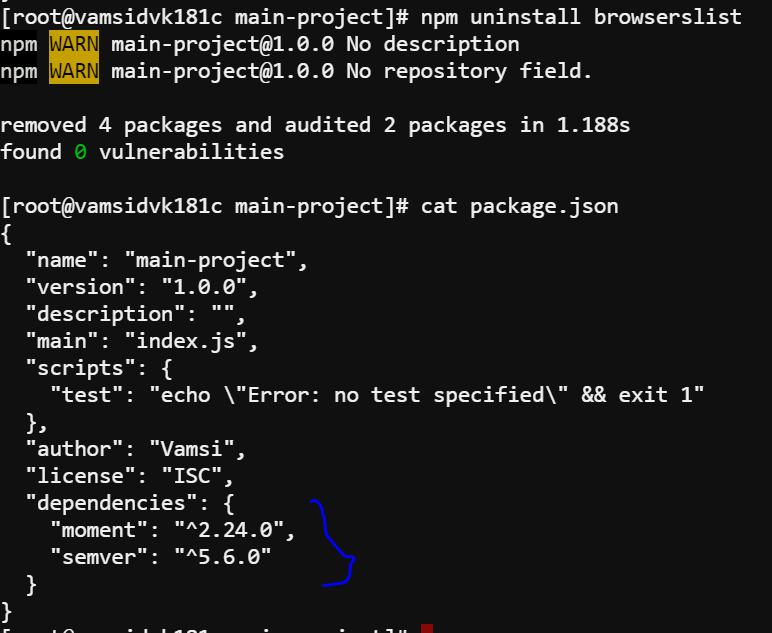 [root@vamsidvk181c main-project]# npm uninstall browserslist
npm WARN main-project@1.0.0 No description
npm WARN main-project@1.0.0 No repository field.
removed 4 packages and audited 2 packages in 1.188s
found 0 vulnerabilities
[root@vamsidvk181c main-project]# cat package.json
{
  "name": "main-project",
  "version": "1.0.0",
  "description": "",
  "main": "index.js",
  "scripts": {
    "test": "echo \"Error: no test specified\" && exit 1"
  },
  "author": "Vamsi",
  "license": "ISC",
  "dependencies": {
    "moment": "^2.24.0",
    "semver": "^5.6.0"
  }
}
[root@vamsidvk181c main-project]#